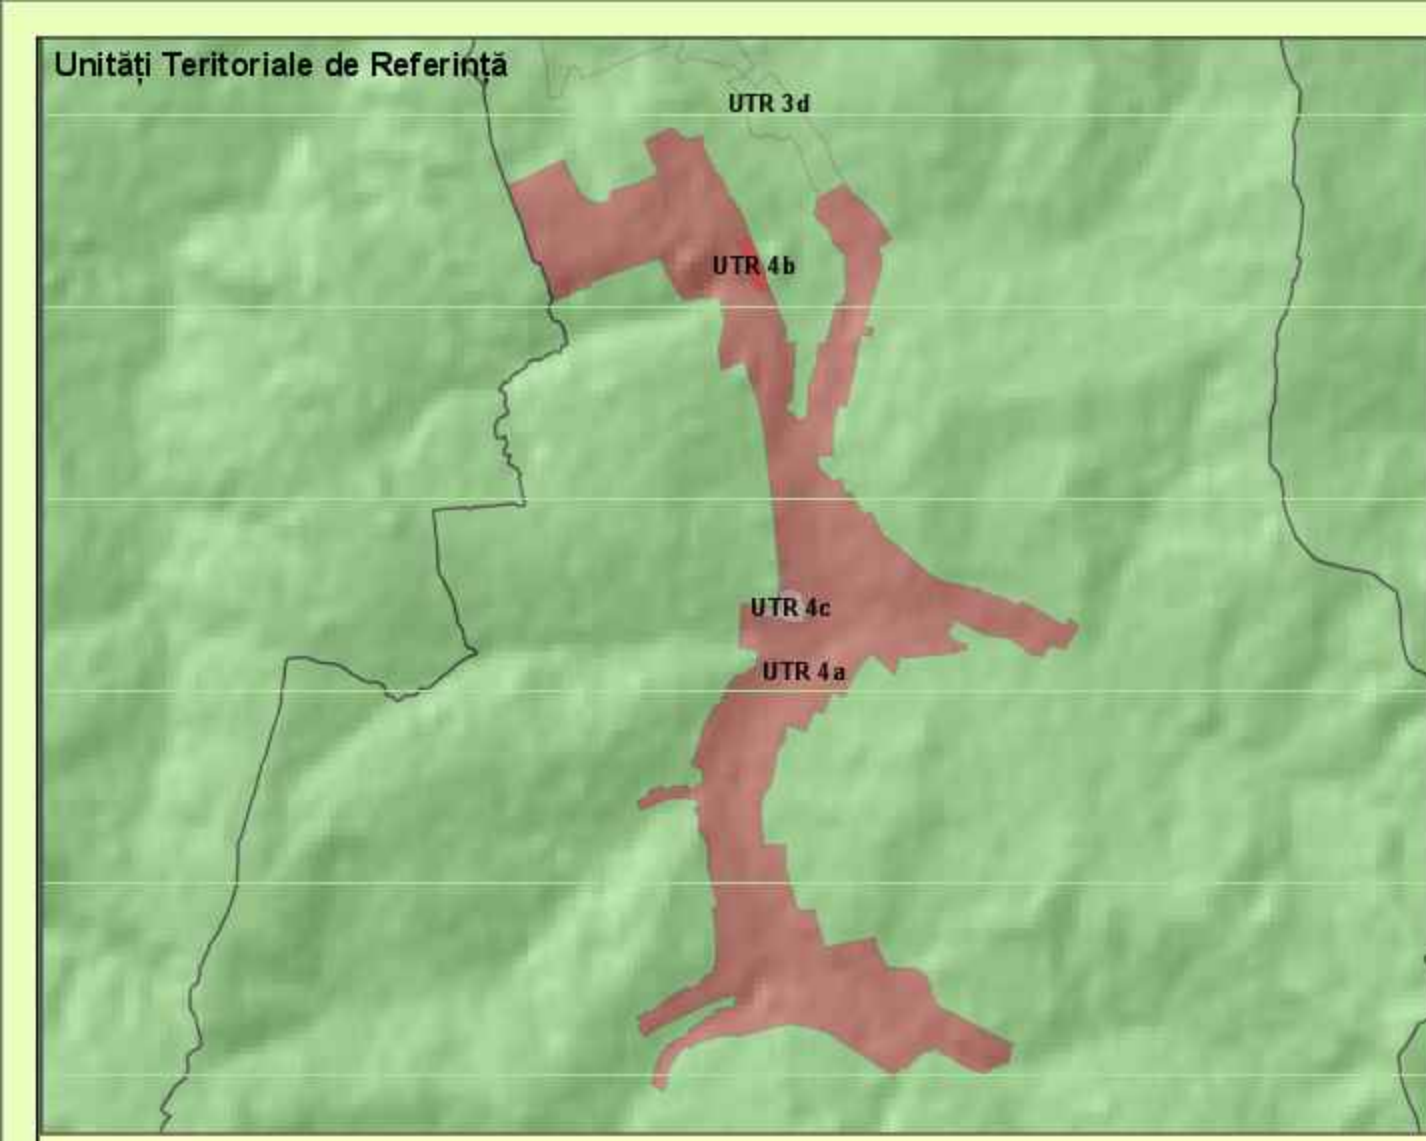 Unități Teritoriale de Referință
UTR 3d
UTR 4b
UTR 4c
UTR 4a